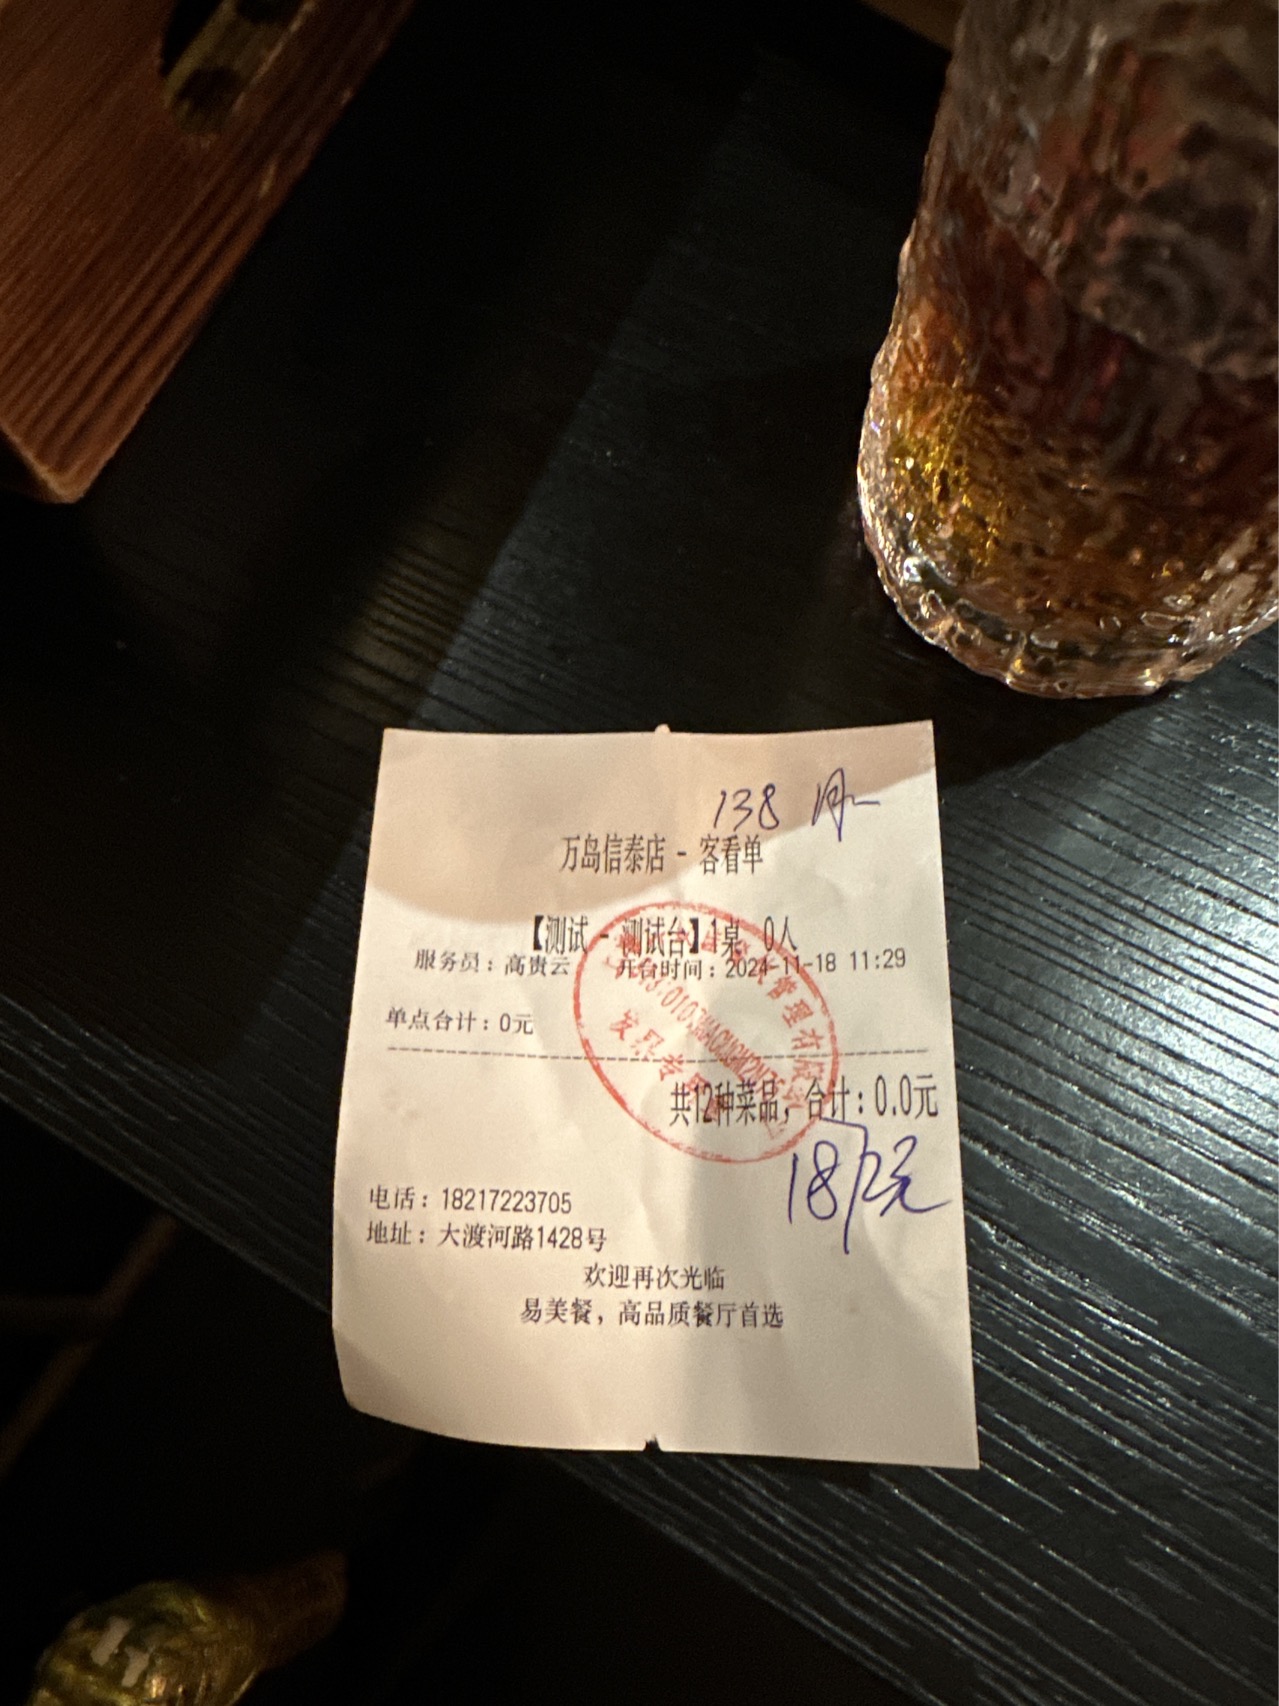 138
万岛信泰店 - 客看单
【测试 - 测试台】1桌 0人
服务员：高贵云 开台时间：2024-11-18 11:29
单点合计：0元
共12种菜品，合计：0.0元
电话：18217223705
地址：大渡河路1428号
欢迎再次光临
易美餐，高品质餐厅首选